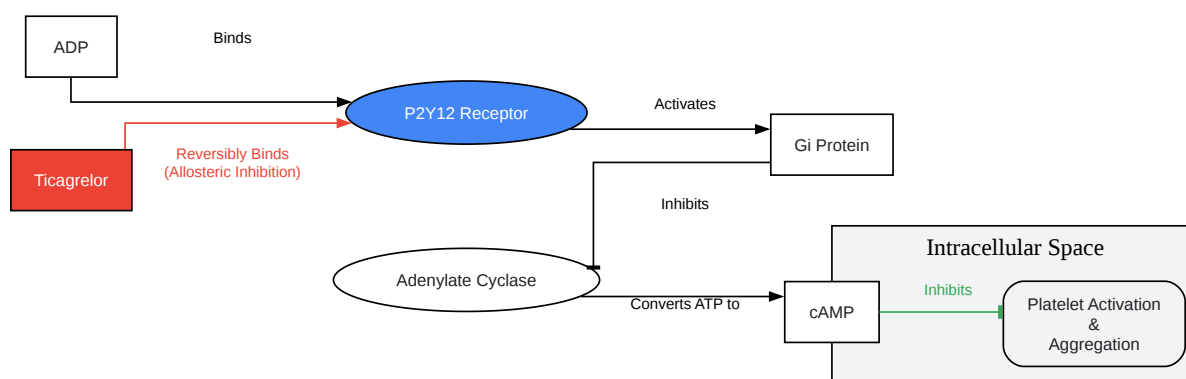 ADP
Binds
P2Y12 Receptor
Activates
Gi Protein
Reversibly Binds
(Allosteric Inhibition)
Ticagrelor
Inhibits
Intracellular Space
Adenylate Cyclase
Converts ATP to
cAMP
Inhibits
Platelet Activation
&
Aggregation